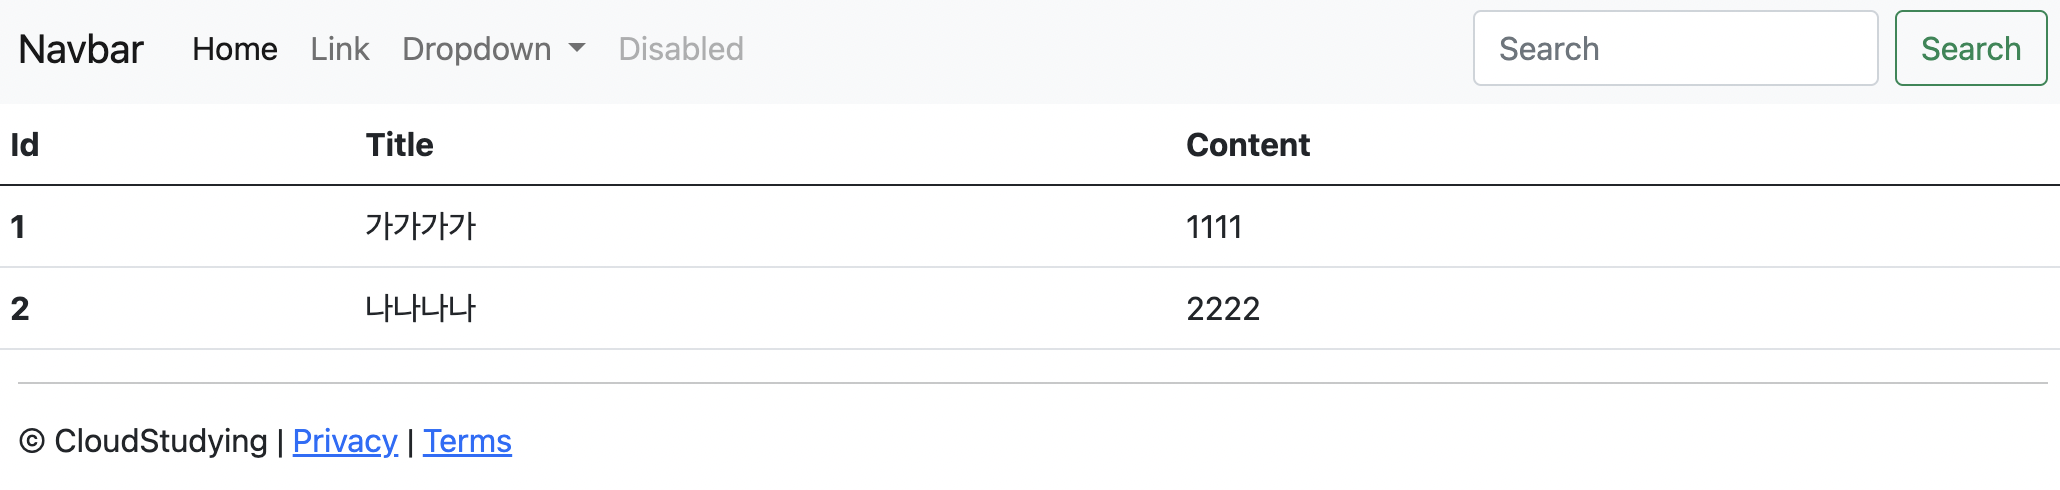 Navbar Home Link Dropdown Disabled Search Search
Id Title Content
1 가가가가 1111
2 나나나나 2222
© CloudStudying | Privacy | Terms